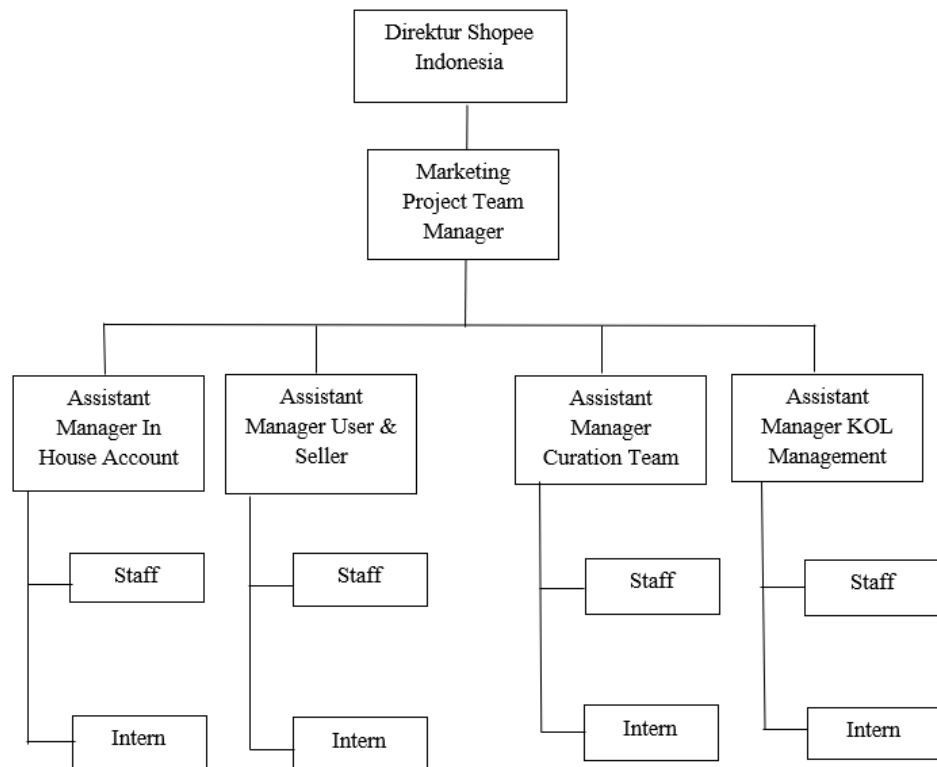 Direktur Shopee
Indonesia
Marketing
Project Team
Manager
Assistant
Manager In
House Account
Assistant
Manager User &
Seller
Assistant
Manager
Curation Team
Assistant
Manager KOL
Management
Staff
Staff
Staff
Staff
Intern
Intern
Intern
Intern